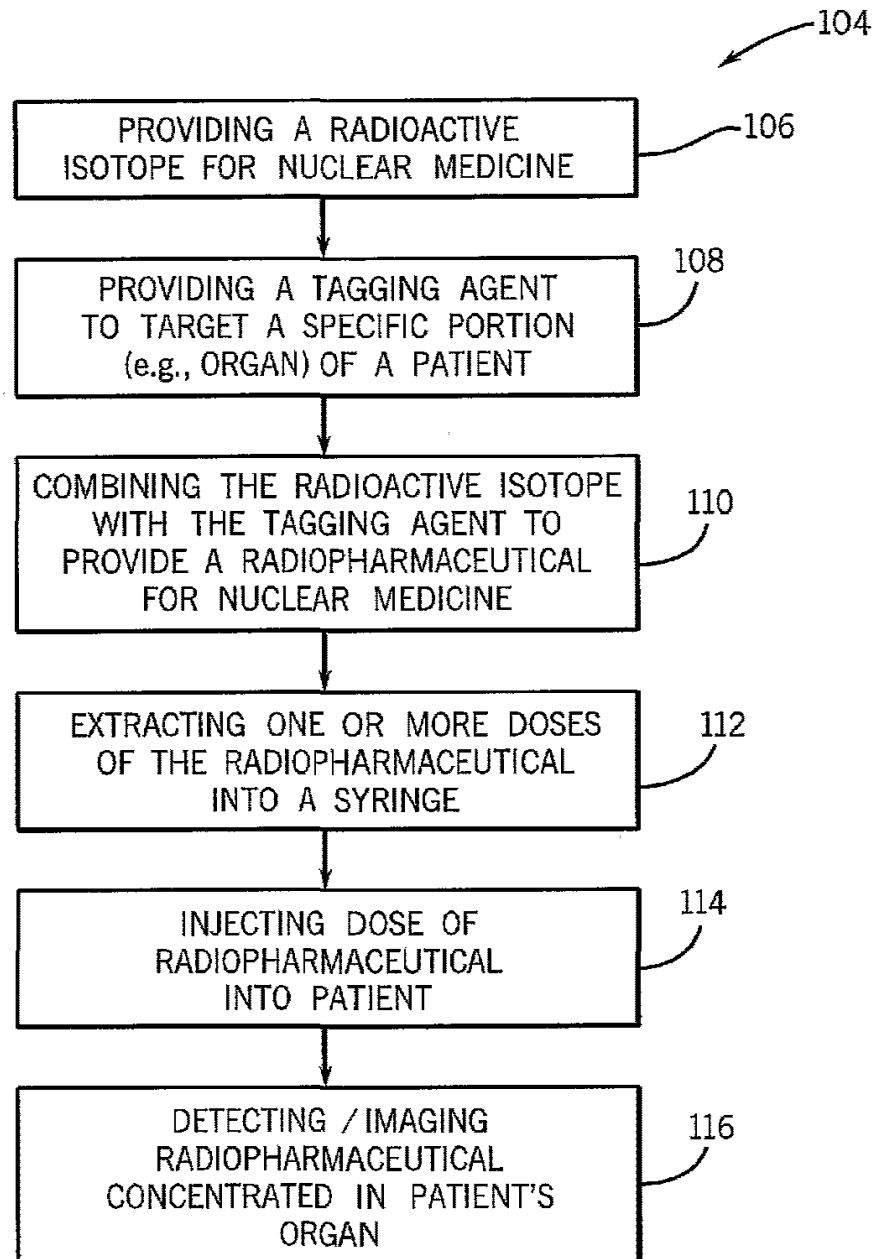 104
PROVIDING A RADIOACTIVE
ISOTOPE FOR NUCLEAR MEDICINE
106
PROVIDING A TAGGING AGENT
TO TARGET A SPECIFIC PORTION
(e.g., ORGAN) OF A PATIENT
108
COMBINING THE RADIOACTIVE ISOTOPE
WITH THE TAGGING AGENT TO
PROVIDE A RADIOPHARMACEUTICAL
FOR NUCLEAR MEDICINE
110
EXTRACTING ONE OR MORE DOSES
OF THE RADIOPHARMACEUTICAL
INTO A SYRINGE
112
INJECTING DOSE OF
RADIOPHARMACEUTICAL
INTO PATIENT
114
DETECTING / IMAGING
RADIOPHARMACEUTICAL
CONCENTRATED IN PATIENT'S
ORGAN
116